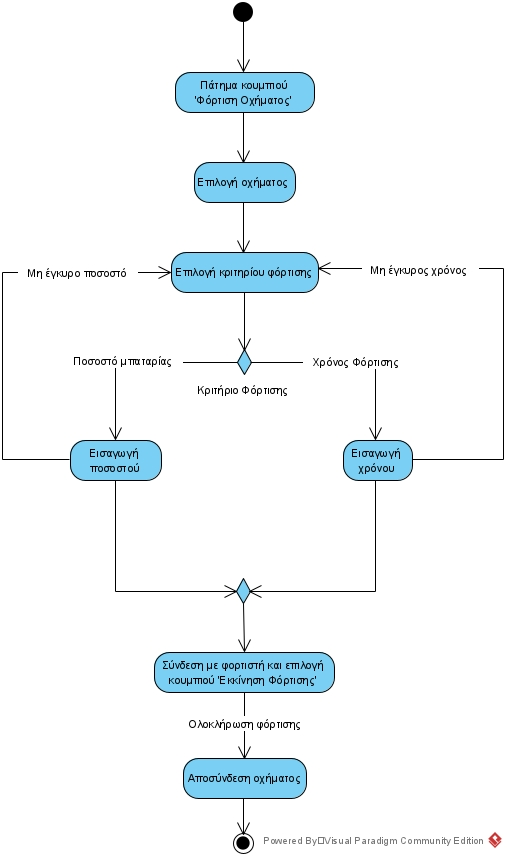 Πάτημα κουμπιού
'Φόρτιση Οχήματος'
Επιλογή οχήματος
Μη έγκυρο ποσοστό
Επιλογή κριτηρίου φόρτισης
Μη έγκυρος χρόνος
Ποσοστό μπαταρίας
Χρόνος Φόρτισης
Κριτήριο Φόρτισης
Εισαγωγή
ποσοστού
Εισαγωγή
χρόνου
Σύνδεση με φορτιστή και επιλογή
κουμπιού 'Εκκίνηση Φόρτισης'
Ολοκλήρωση φόρτισης
Αποσύνδεση οχήματος
Powered By Visual Paradigm Community Edition